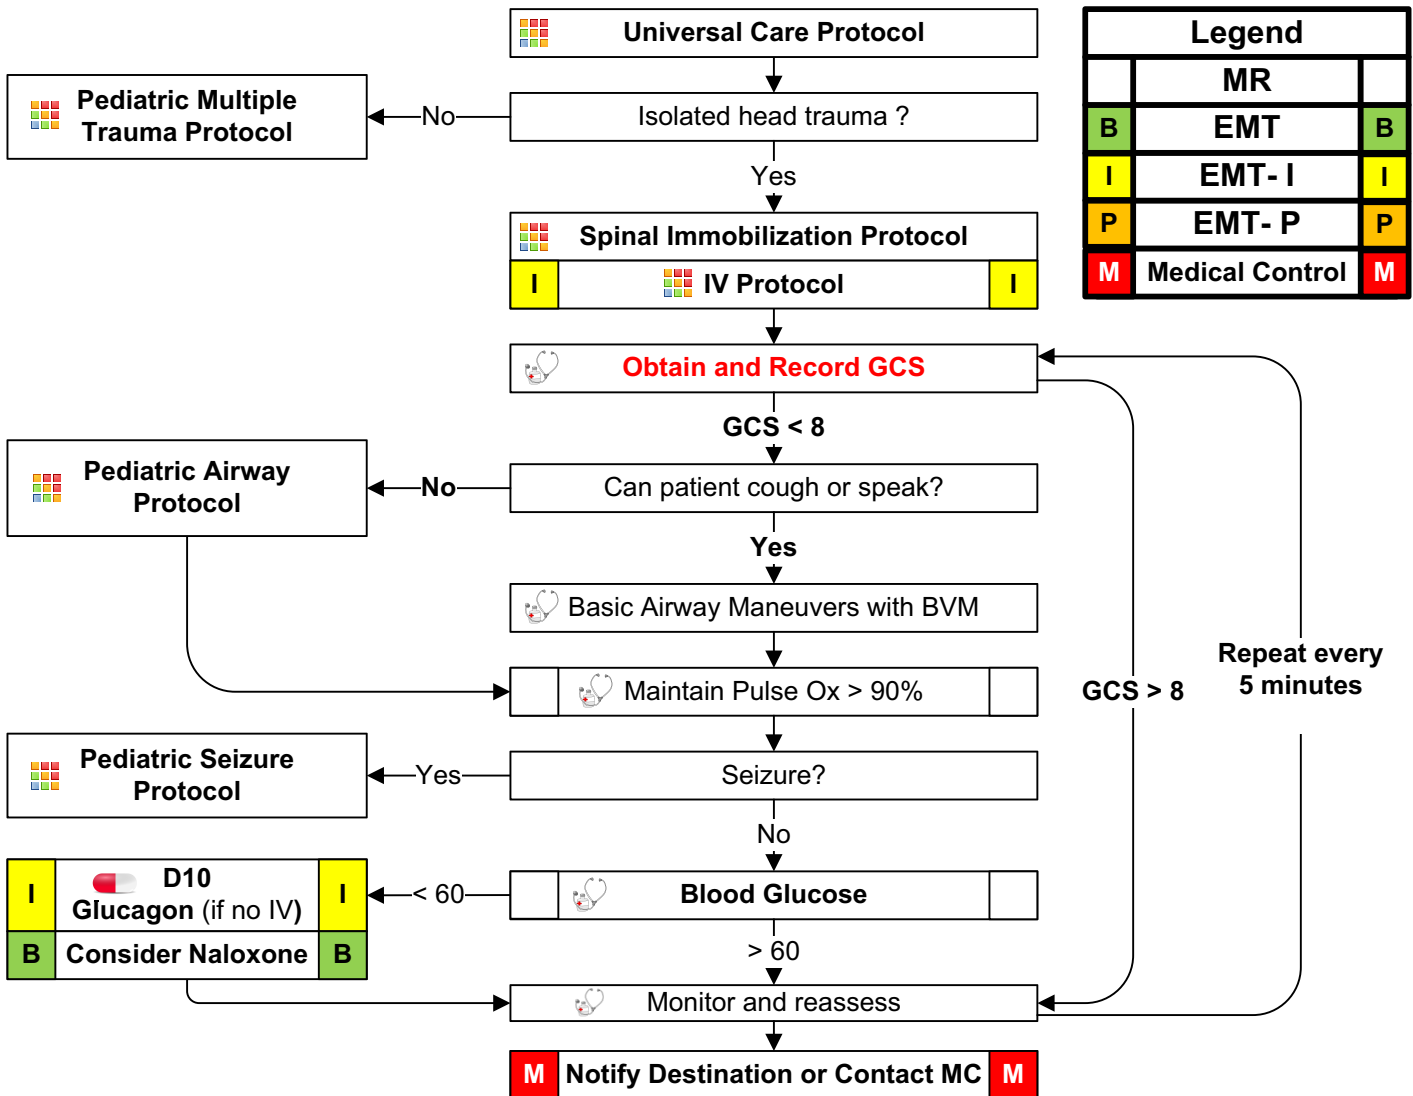 Universal Care Protocol
Legend
MR
B EMT B
I EMT- I I
P EMT- P P
M Medical Control M
Pediatric Multiple
Trauma Protocol
No
Isolated head trauma ?
Yes
Spinal Immobilization Protocol
I IV Protocol I
Obtain and Record GCS
GCS < 8
Pediatric Airway
Protocol
No
Can patient cough or speak?
Yes
Basic Airway Maneuvers with BVM
Maintain Pulse Ox > 90%
GCS > 8
Repeat every
5 minutes
Pediatric Seizure
Protocol
Yes
Seizure?
No
I D10 I
Glucagon (if no IV)
B Consider Naloxone B
< 60
Blood Glucose
> 60
Monitor and reassess
M Notify Destination or Contact MC M